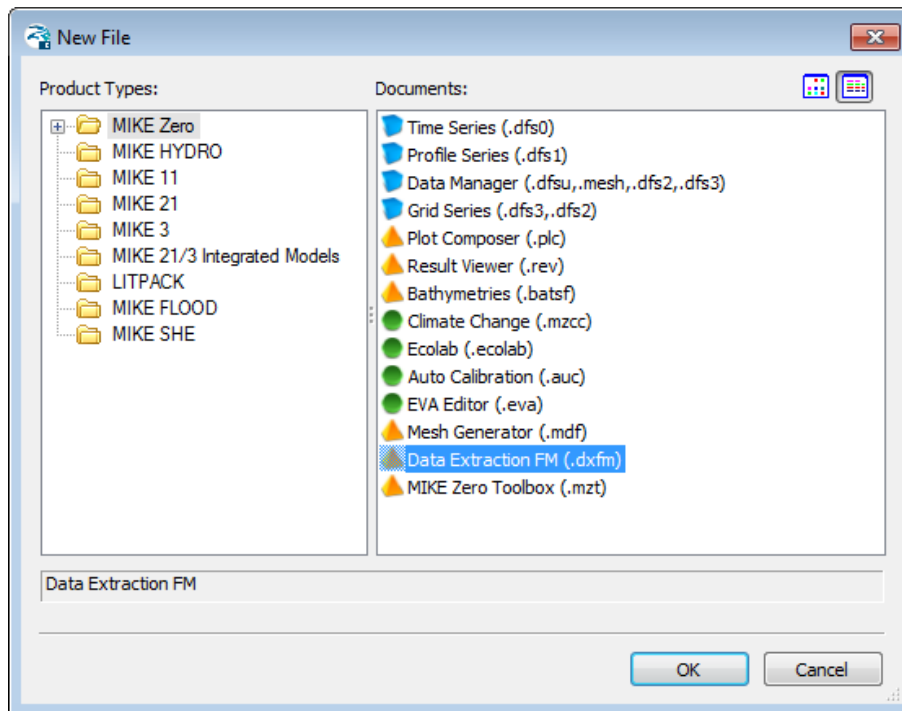 New File
Product Types:
MIKE Zero
MIKE HYDRO
MIKE 11
MIKE 21
MIKE 3
MIKE 21/3 Integrated Models
LITPACK
MIKE FLOOD
MIKE SHE
Documents:
Time Series (.dfs0)
Profile Series (.dfs1)
Data Manager (.dfsu,.mesh,.dfs2,.dfs3)
Grid Series (.dfs3,.dfs2)
Plot Composer (.plc)
Result Viewer (.rev)
Bathymetries (.batsf)
Climate Change (.mzcc)
Ecolab (.ecolab)
Auto Calibration (.auc)
EVA Editor (.eva)
Mesh Generator (.mdf)
Data Extraction FM (.dxfm)
MIKE Zero Toolbox (.mzt)
Data Extraction FM
OK
Cancel